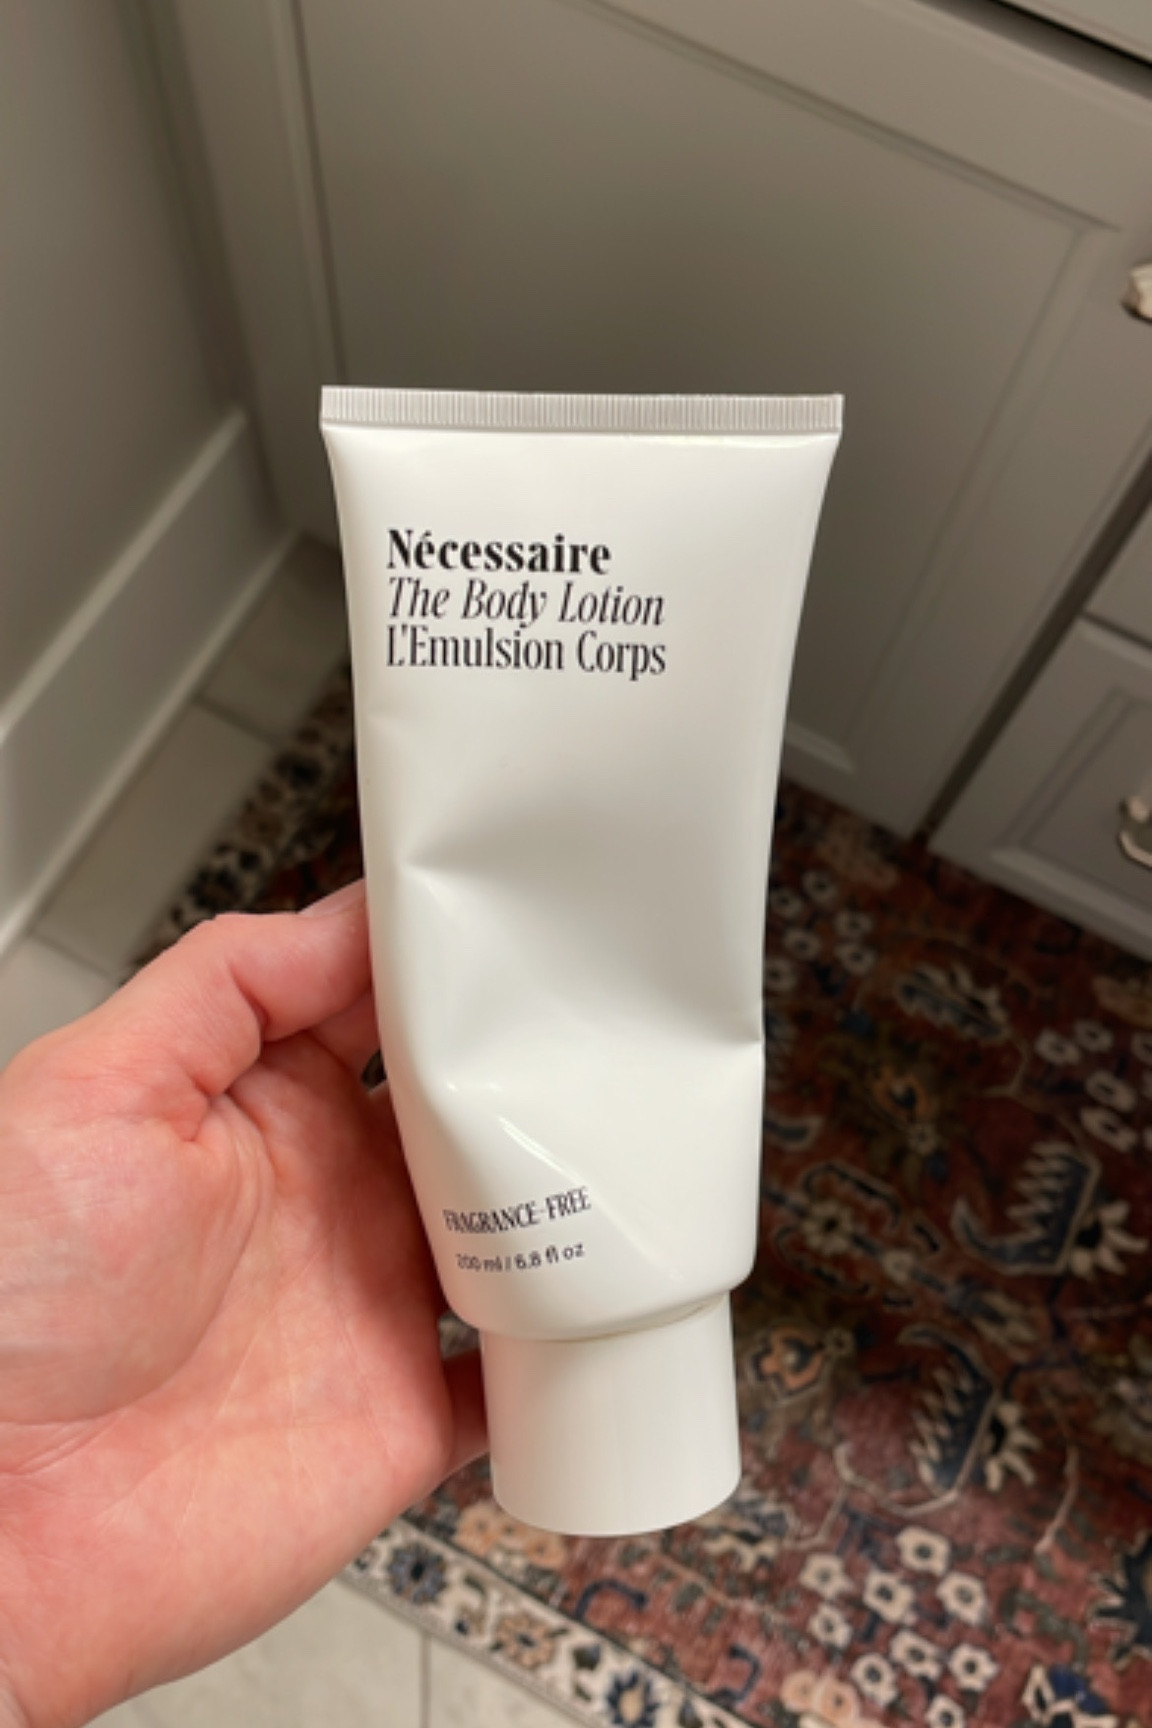 Nécessaire
The Body Lotion
L'Emulsion Corps
FRAGRANCE-FREE
200 ml / 6.8 fl oz